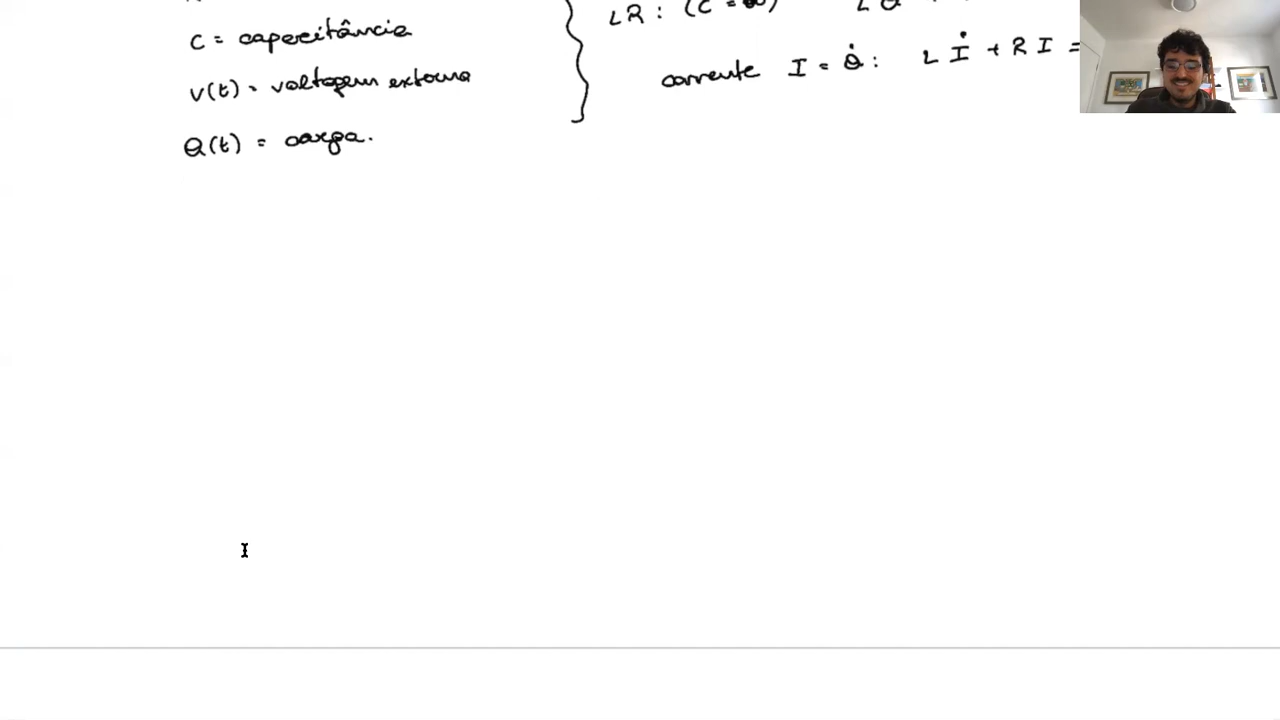 C = capacitância
V(t) = voltagem externa
Q(t) = carga.
LR: (C = ∞)
corrente I = Q̇: L İ + R I =